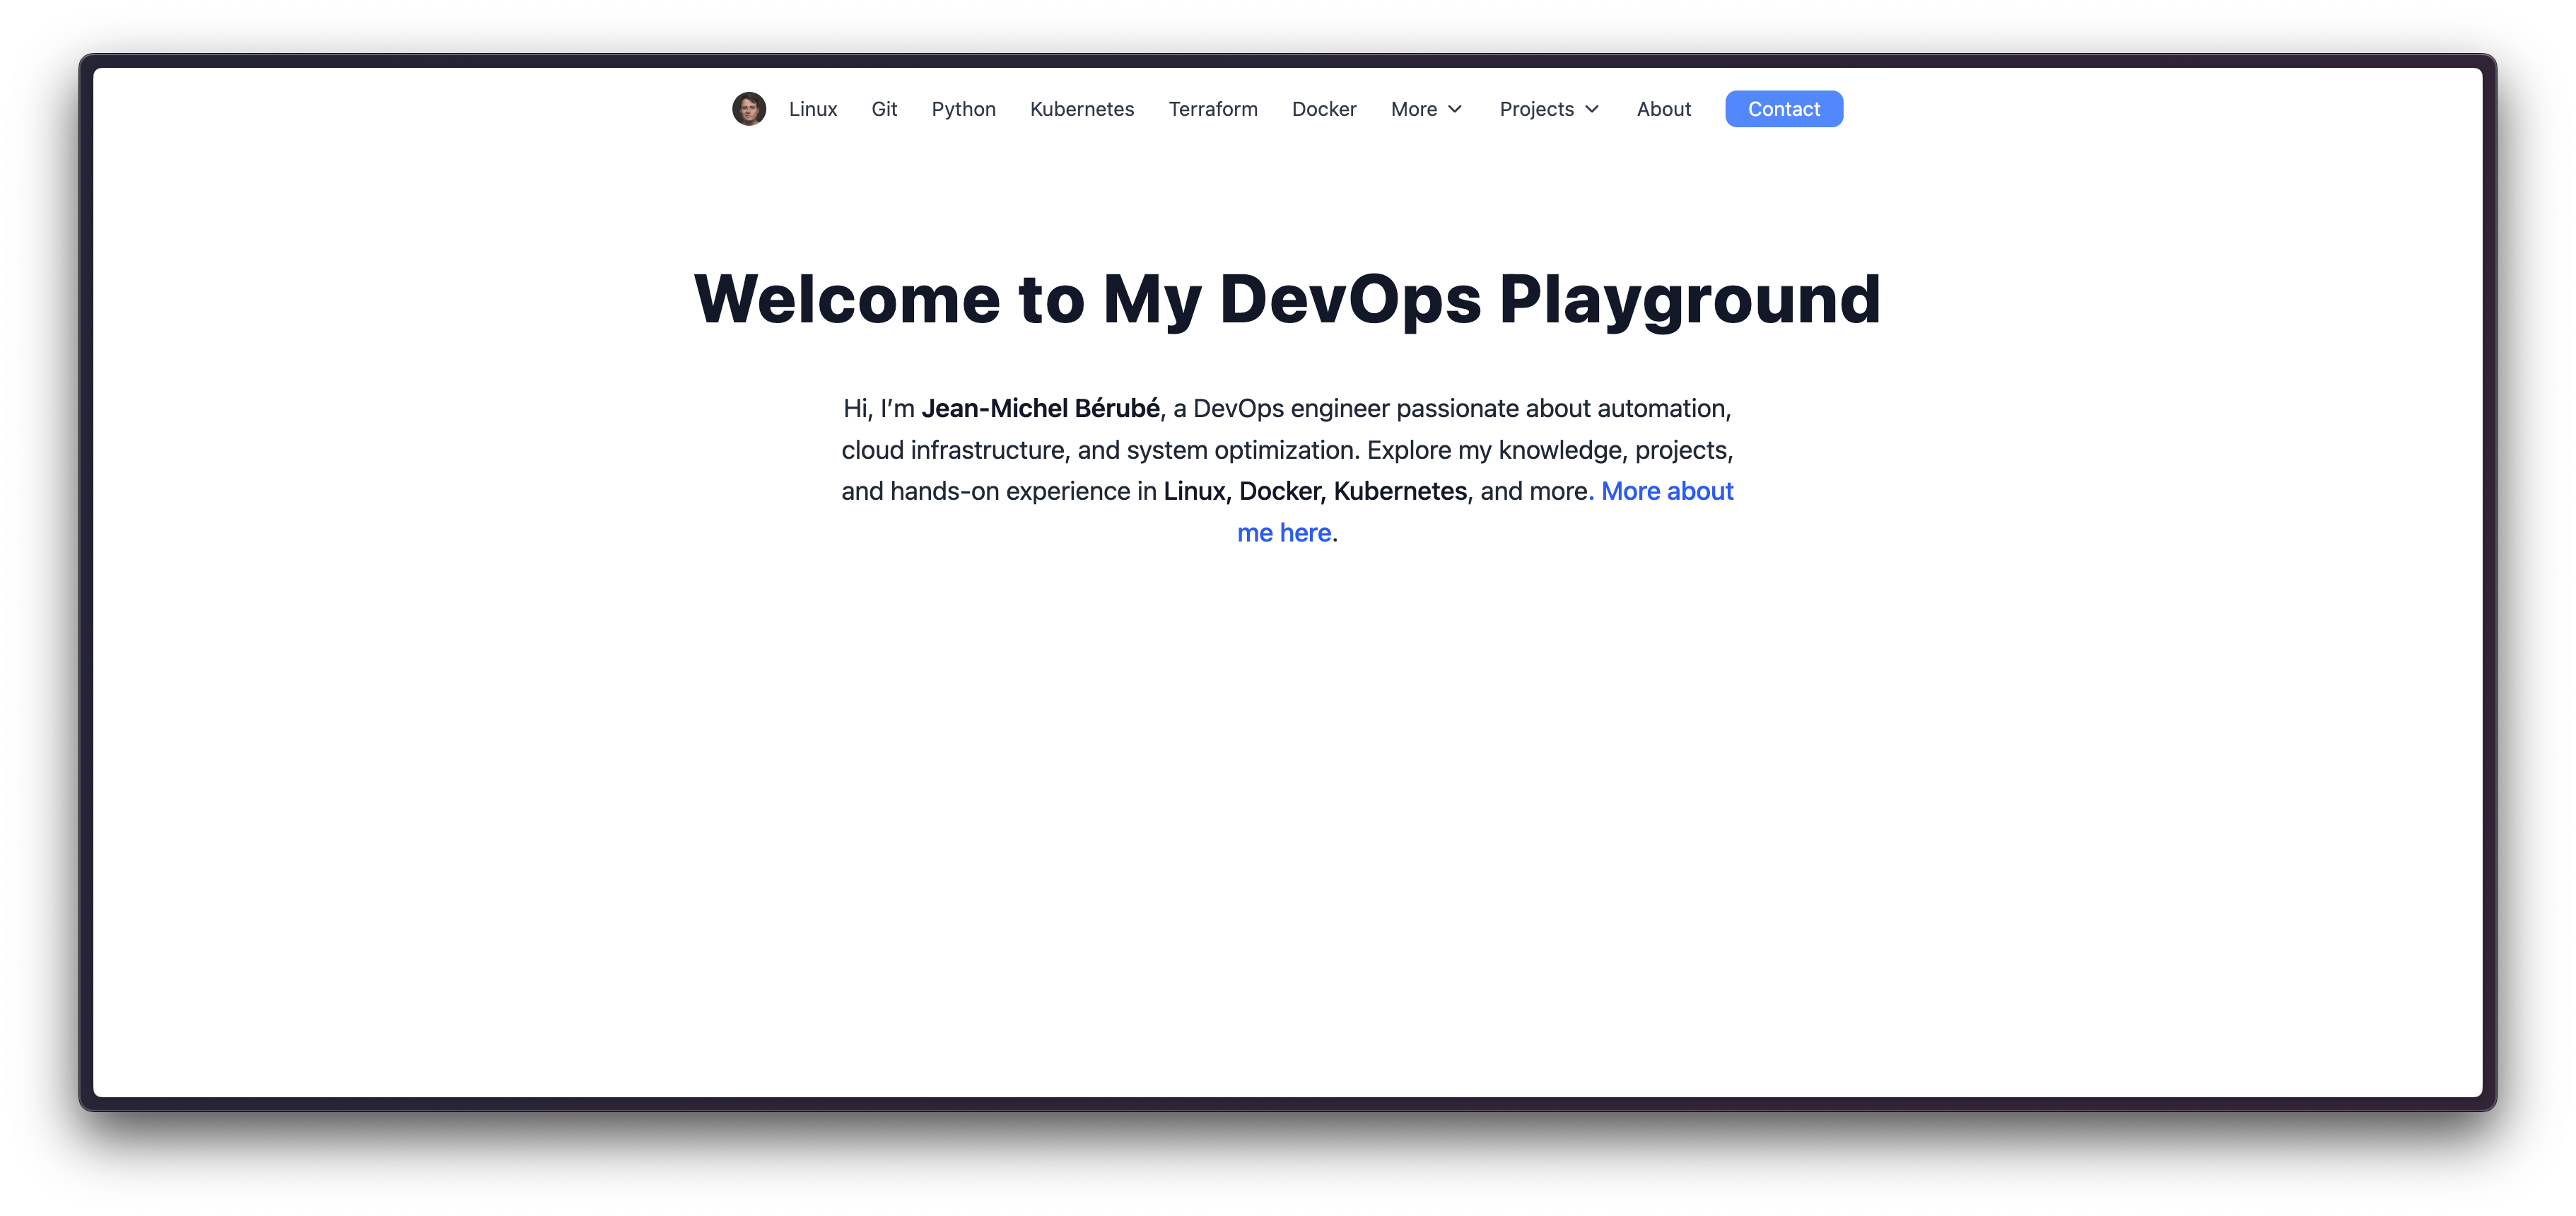 Linux Git Python Kubernetes Terraform Docker More Projects About Contact
Welcome to My DevOps Playground
Hi, I’m Jean-Michel Bérubé, a DevOps engineer passionate about automation,
cloud infrastructure, and system optimization. Explore my knowledge, projects,
and hands-on experience in Linux, Docker, Kubernetes, and more. More about
me here.